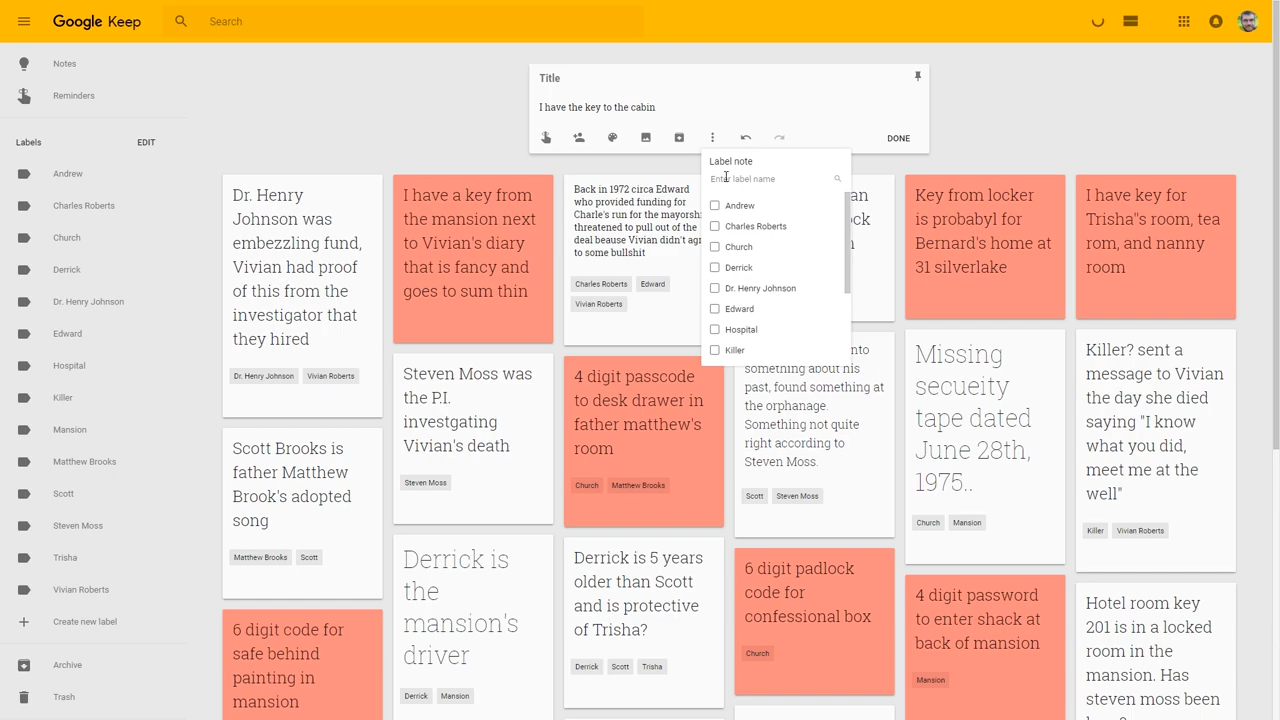 Google Keep
Search
Notes
Reminders
Labels
EDIT
Andrew
Charles Roberts
Church
Derrick
Dr. Henry Johnson
Edward
Hospital
Killer
Mansion
Matthew Brooks
Scott
Steven Moss
Trisha
Vivian Roberts
Create new label
Archive
Trash
Title
I have the key to the cabin
DONE
Label note
Enter label name
Andrew
Charles Roberts
Church
Derrick
Dr. Henry Johnson
Edward
Hospital
Killer
Dr. Henry
Johnson was
embezzling fund,
Vivian had proof
of this from the
investigator that
they hired
Dr. Henry Johnson
Vivian Roberts
Scott Brooks is
father Matthew
Brook's adopted
song
Matthew Brooks
Scott
6 digit code for
safe behind
painting in
mansion
I have a key from
the mansion next
to Vivian's diary
that is fancy and
goes to sum thin
Steven Moss was
the P.I.
investgating
Vivian's death
Steven Moss
Derrick is
the
mansion's
driver
Derrick
Mansion
Back in 1972 circa Edward
who provided funding for
Charle's run for the mayorsh
threatened to pull out of the
deal beause Vivian didn't agr
to some bullshit
Charles Roberts
Edward
Vivian Roberts
4 digit passcode
to desk drawer in
father matthew's
room
Church
Matthew Brooks
Derrick is 5 years
older than Scott
and is protective
of Trisha?
Derrick
Scott
Trisha
an
ock
nto
something about his
past, found something at
the orphanage.
Something not quite
right according to
Steven Moss.
Scott
Steven Moss
6 digit padlock
code for
confessional box
Church
Key from locker
is probabyl for
Bernard's home at
31 silverlake
Missing
secueity
tape dated
June 28th,
1975..
Church
Mansion
4 digit password
to enter shack at
back of mansion
Mansion
I have key for
Trisha"s room, tea
rom, and nanny
room
Killer? sent a
message to Vivian
the day she died
saying "I know
what you did,
meet me at the
well"
Killer
Vivian Roberts
Hotel room key
201 is in a locked
room in the
mansion. Has
steven moss been